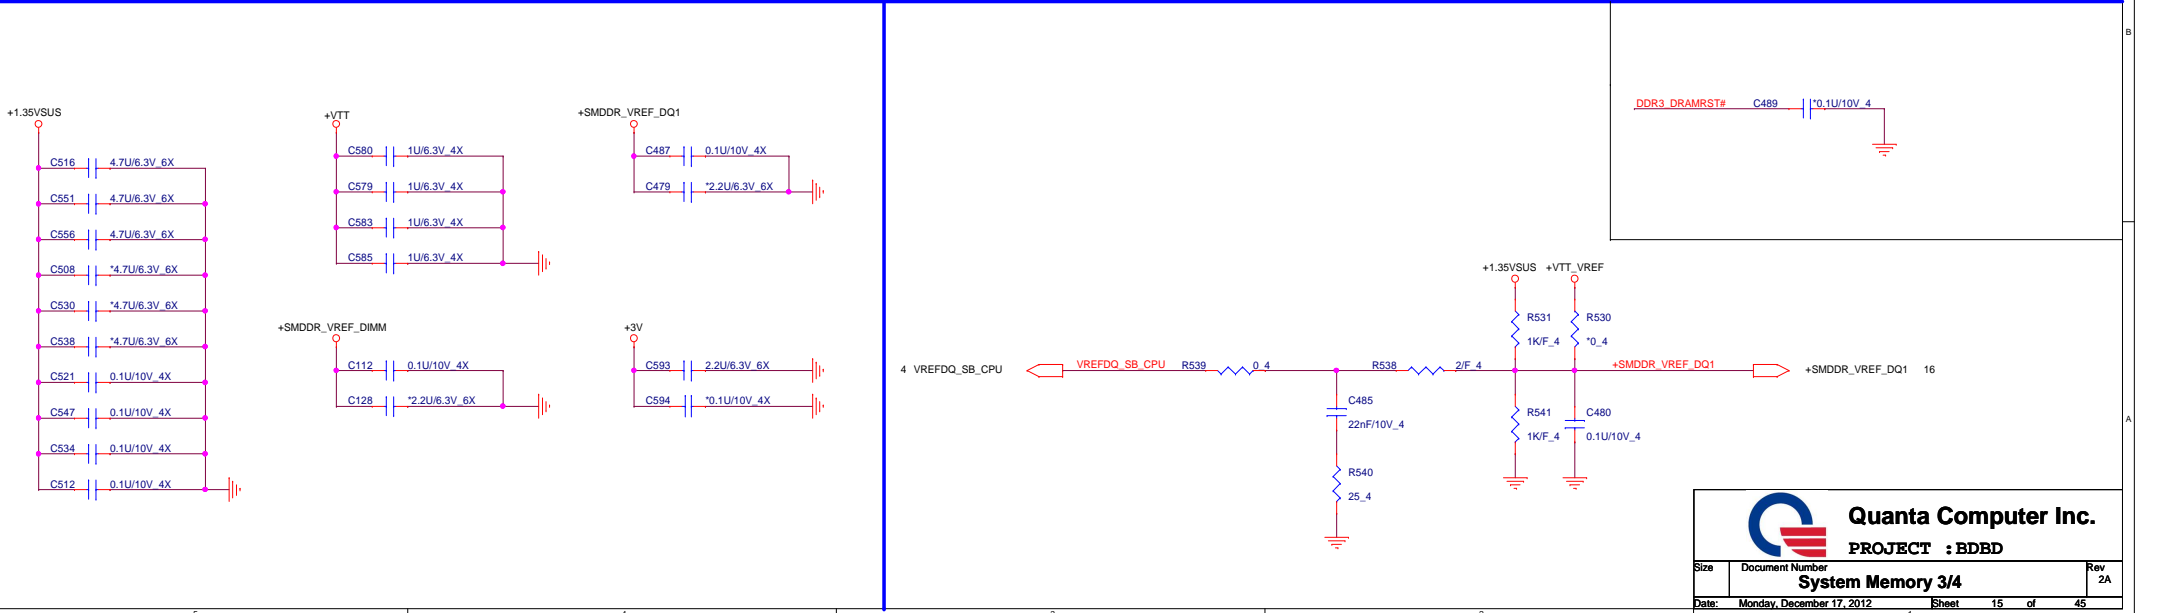 +1.35VSUS
C516 4.7U/6.3V_6X
C551 4.7U/6.3V_6X
C556 4.7U/6.3V_6X
C508 *4.7U/6.3V_6X
C530 *4.7U/6.3V_6X
C538 *4.7U/6.3V_6X
C521 0.1U/10V_4X
C547 0.1U/10V_4X
C534 0.1U/10V_4X
C512 0.1U/10V_4X
+VTT
C580 1U/6.3V_4X
C579 1U/6.3V_4X
C583 1U/6.3V_4X
C585 1U/6.3V_4X
+SMDDR_VREF_DIMM
C112 0.1U/10V_4X
C128 *2.2U/6.3V_6X
+SMDDR_VREF_DQ1
C487 0.1U/10V_4X
C479 *2.2U/6.3V_6X
+3V
C593 2.2U/6.3V_6X
C594 *0.1U/10V_4X
DDR3_DRAMRST# C489 *0.1U/10V_4
+1.35VSUS +VTT_VREF
R531 R530
1K/F_4 *0_4
4 VREFDQ_SB_CPU VREFDQ_SB_CPU R539 0_4 R538 2/F_4 +SMDDR_VREF_DQ1 +SMDDR_VREF_DQ1 16
C485
22nF/10V_4
R541 C480
1K/F_4 0.1U/10V_4
R540
25_4
B
A
Quanta Computer Inc.
PROJECT : BDBD
Size Document Number Rev
System Memory 3/4 2A
Date: Monday, December 17, 2012 Sheet 15 of 45